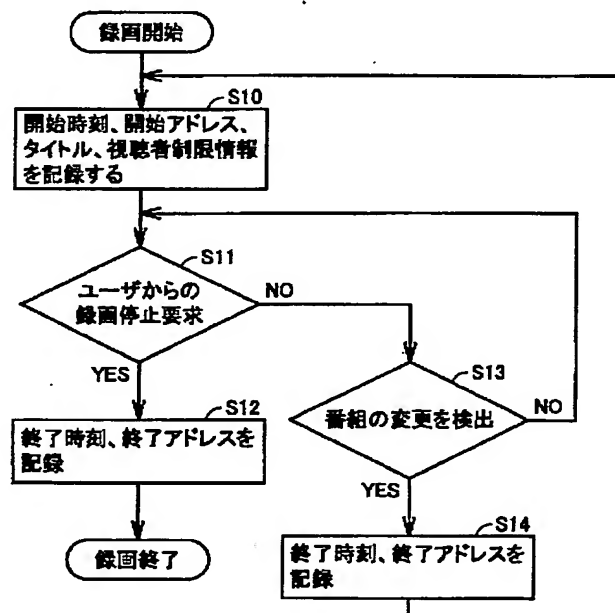 録画開始
S10
開始時刻、開始アドレス、
タイトル、視聴者制限情報
を記録する
S11
ユーザからの
録画停止要求
NO
YES
S12
終了時刻、終了アドレスを
記録
録画終了
S13
番組の変更を検出
NO
YES
S14
終了時刻、終了アドレスを
記録